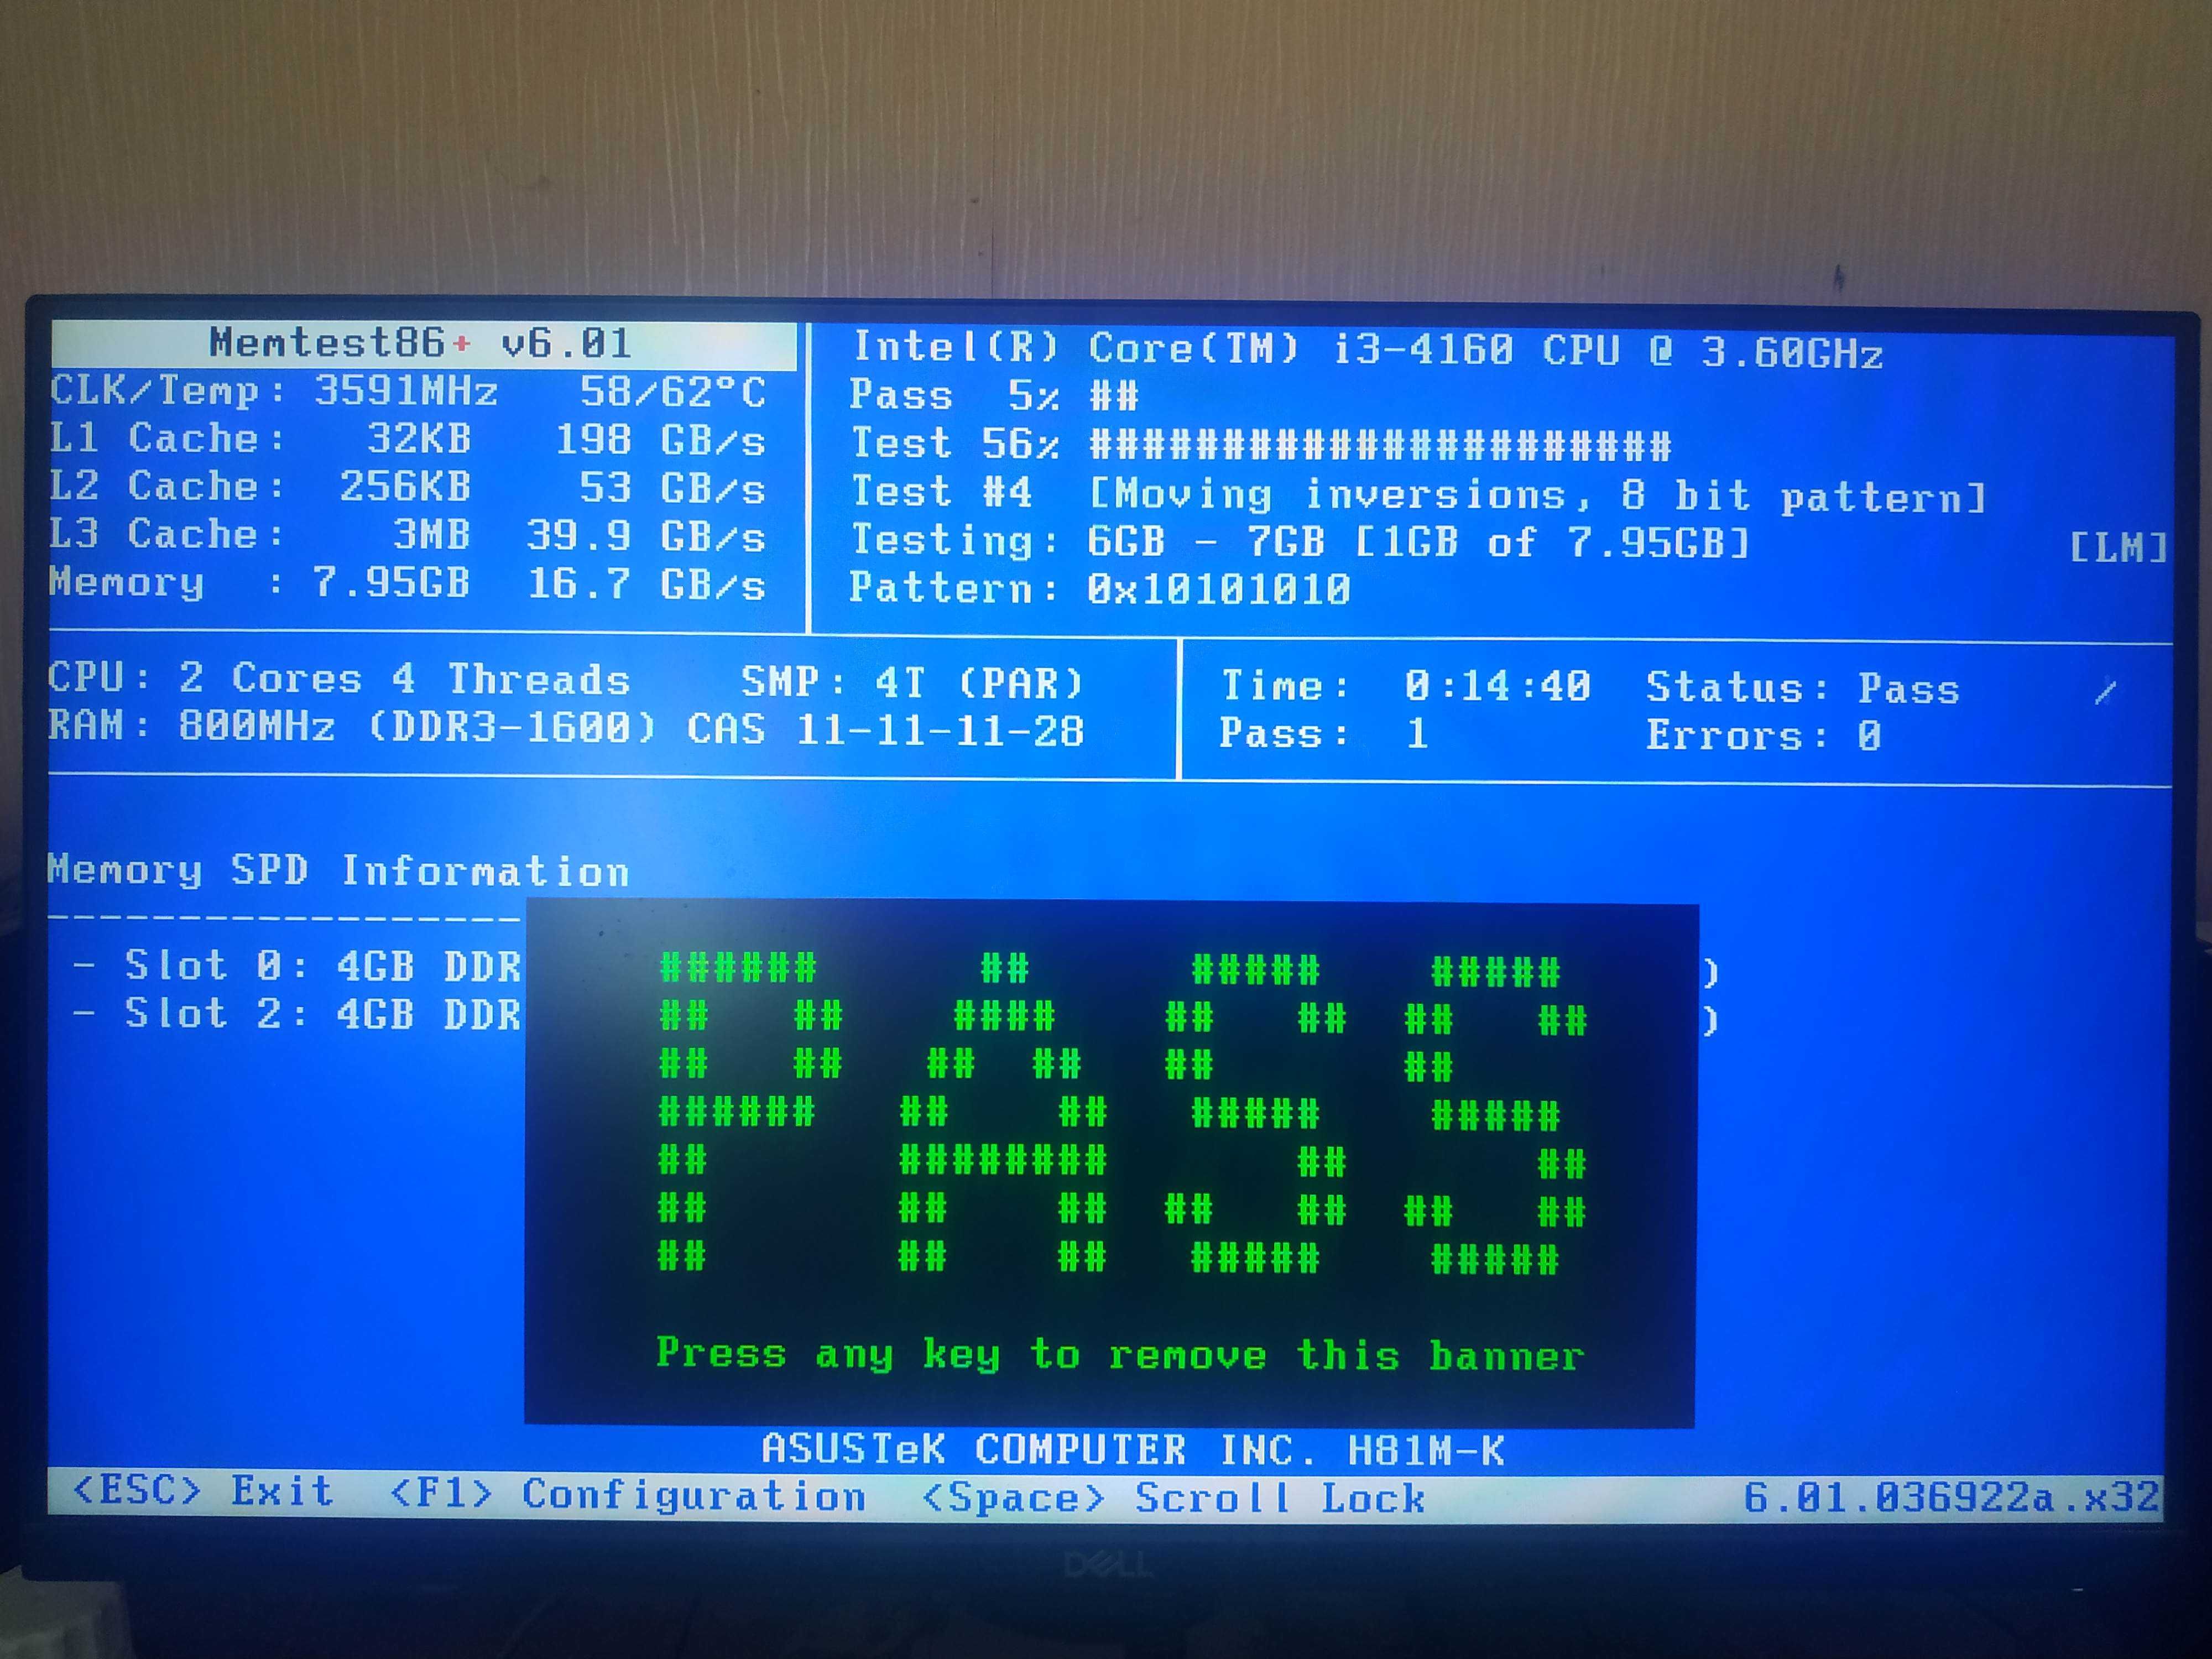 Memtest86+ v6.01
Intel(R) Core(TM) i3-4160 CPU @ 3.60GHz
CLK/Temp: 3591MHz 58/62°C
Pass 5% ##
L1 Cache: 32KB 198 GB/s
Test 56% ######################
L2 Cache: 256KB 53 GB/s
Test #4 [Moving inversions, 8 bit pattern]
L3 Cache: 3MB 39.9 GB/s
Testing: 6GB - 7GB [1GB of 7.95GB] [LM]
Memory : 7.95GB 16.7 GB/s
Pattern: 0x10101010
CPU: 2 Cores 4 Threads SMP: 4T (PAR)
Time: 0:14:40 Status: Pass /
RAM: 800MHz (DDR3-1600) CAS 11-11-11-28
Pass: 1 Errors: 0
Memory SPD Information
------------------
- Slot 0: 4GB DDR )
- Slot 2: 4GB DDR )
PASS
Press any key to remove this banner
ASUSTeK COMPUTER INC. H81M-K
<ESC> Exit <F1> Configuration <Space> Scroll Lock 6.01.036922a.x32
DELL